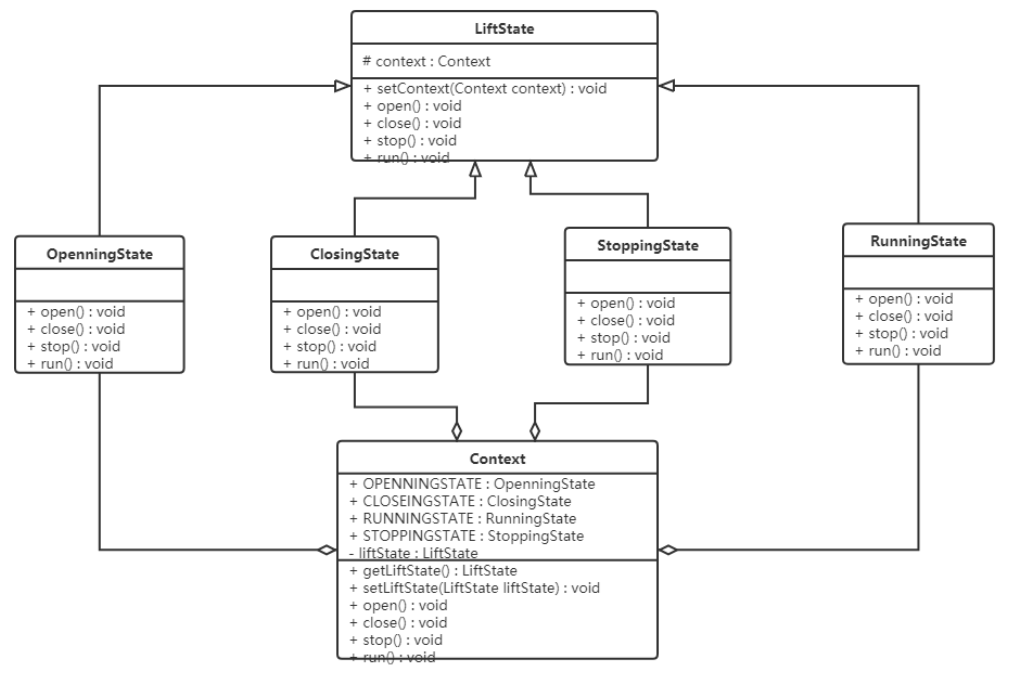 LiftState
# context : Context
+ setContext(Context context) : void
+ open() : void
+ close() : void
+ stop() : void
+ run() : void
OpenningState
+ open() : void
+ close() : void
+ stop() : void
+ run() : void
ClosingState
+ open() : void
+ close() : void
+ stop() : void
+ run() : void
StoppingState
+ open() : void
+ close() : void
+ stop() : void
+ run() : void
RunningState
+ open() : void
+ close() : void
+ stop() : void
+ run() : void
Context
+ OPENNINGSTATE : OpenningState
+ CLOSEINGSTATE : ClosingState
+ RUNNINGSTATE : RunningState
+ STOPPINGSTATE : StoppingState
- liftState : LiftState
+ getLiftState() : LiftState
+ setLiftState(LiftState liftState) : void
+ open() : void
+ close() : void
+ stop() : void
+ run() : void